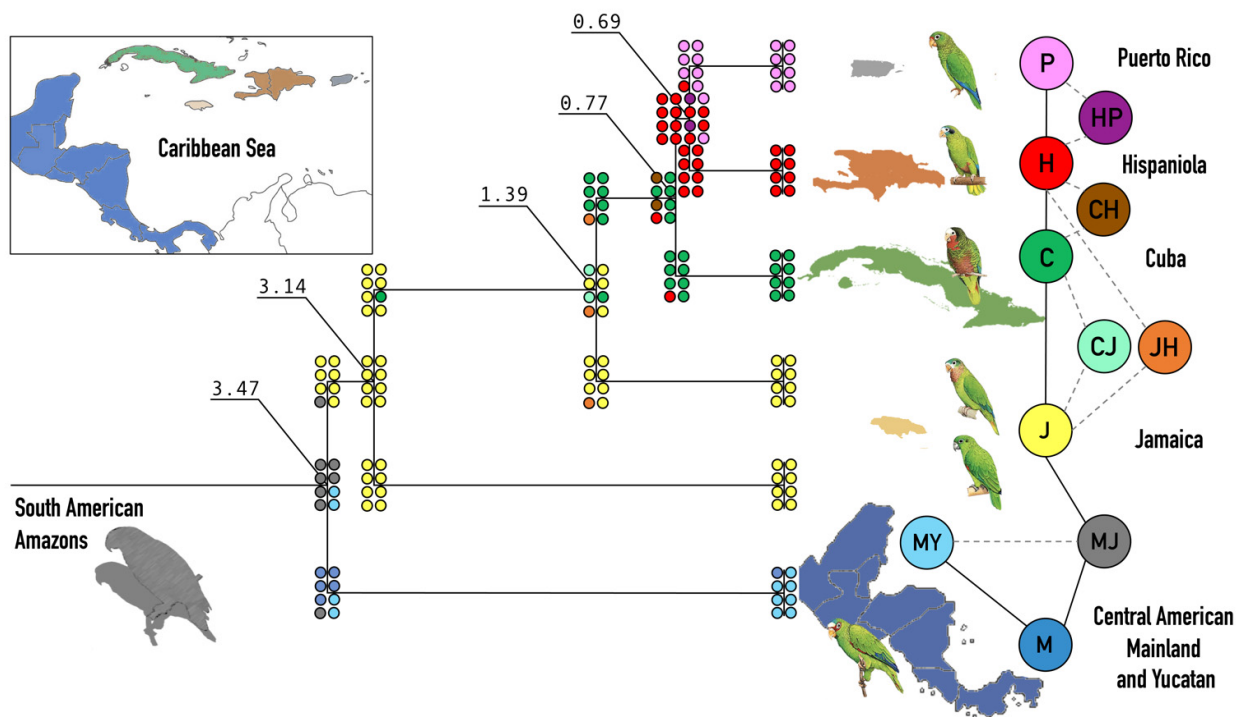 Caribbean Sea
0.69
0.77
1.39
3.14
3.47
South American
Amazons
P
Puerto Rico
HP
H
Hispaniola
CH
C
Cuba
CJ
JH
J
Jamaica
MY
MJ
M
Central American
Mainland
and Yucatan